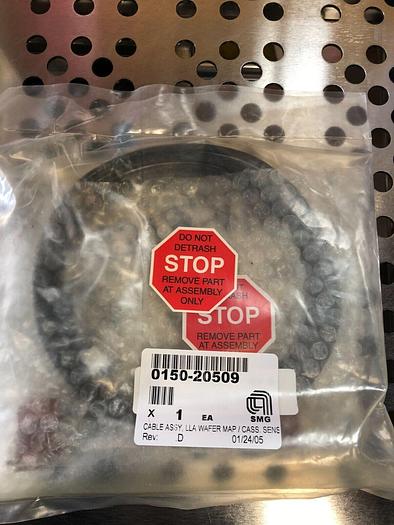 DO NOT
DETRASH
STOP
REMOVE PART
AT ASSEMBLY
ONLY
STOP
REMOVE PART
AT ASSEMBLY
0150-20509
X 1 EA
SMG
CABLE ASSY, LLA WAFER MAP / CASS. SENS
Rev: D 01/24/05